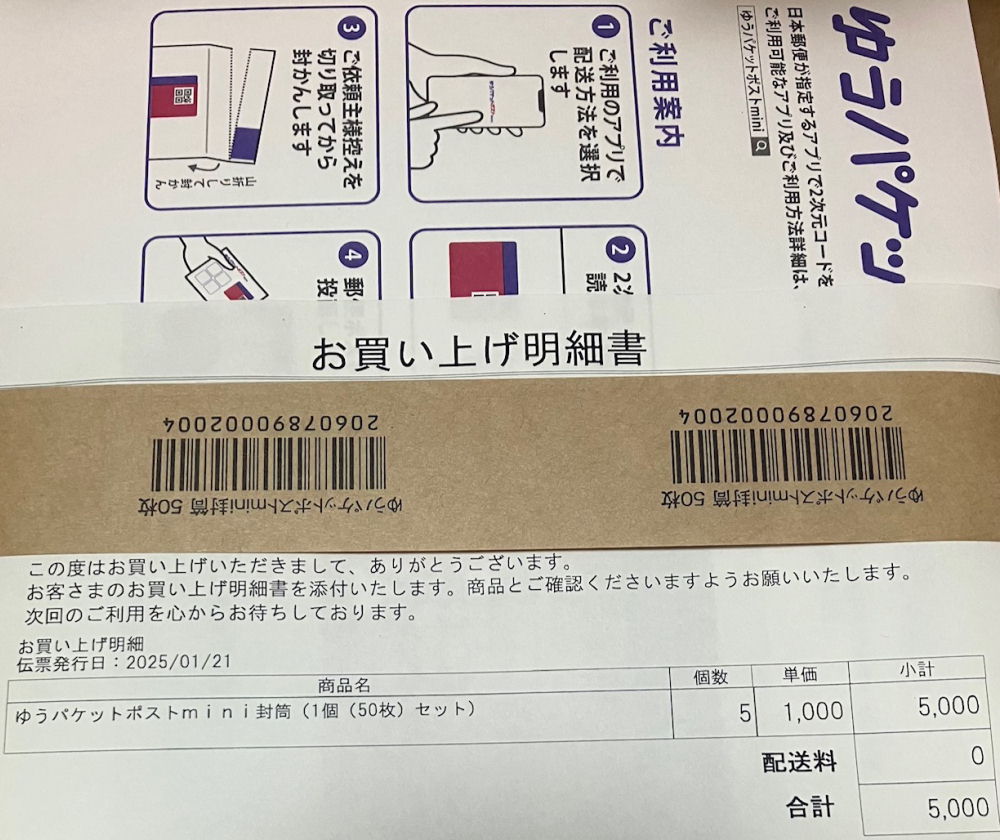 ゆうパケッ
日本郵便が指定するアプリで2次元コードを
ご利用可能なアプリ及びご利用方法詳細は、
ゆうパケットポストmini
ご利用案内
1 ご利用のアプリで
配送方法を選択
します
2
読
3 ご依頼主様控えを
切り取ってから
封かんします
山折りして封かん
4 郵
投
お買い上げ明細書
20607890002004
ゆうパケットポストmini封筒 50枚
20607890002004
ゆうパケットポストmini封筒 50枚
この度はお買い上げいただきまして、ありがとうございます。
お客さまのお買い上げ明細書を添付いたします。商品とご確認くださいますようお願いいたします。
次回のご利用を心からお待ちしております。
お買い上げ明細
伝票発行日:2025/01/21
商品名 個数 単価 小計
ゆうパケットポストmini封筒(1個(50枚)セット) 5 1,000 5,000
配送料 0
合計 5,000